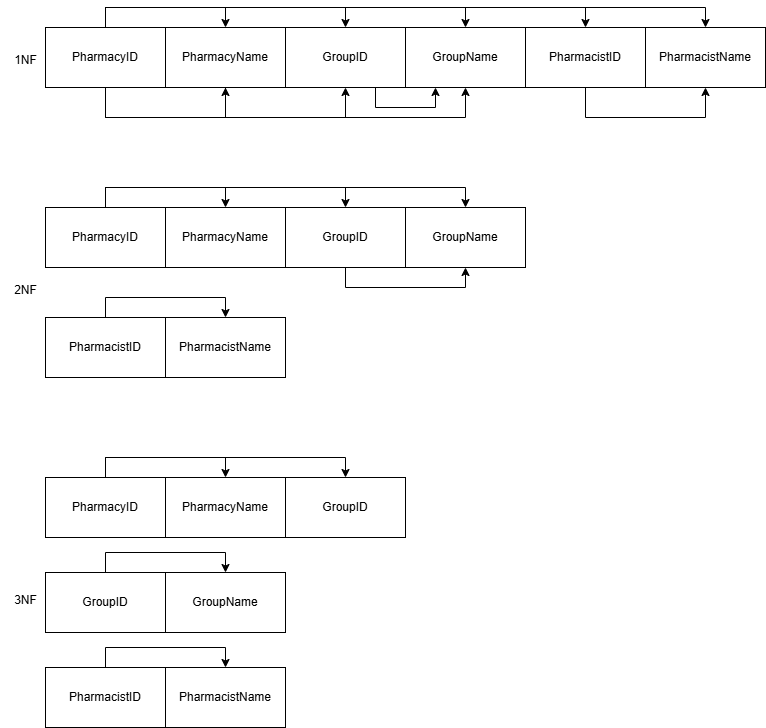 1NF
PharmacyID PharmacyName GroupID GroupName PharmacistID PharmacistName
PharmacyID PharmacyName GroupID GroupName
2NF
PharmacistID PharmacistName
PharmacyID PharmacyName GroupID
3NF
GroupID GroupName
PharmacistID PharmacistName